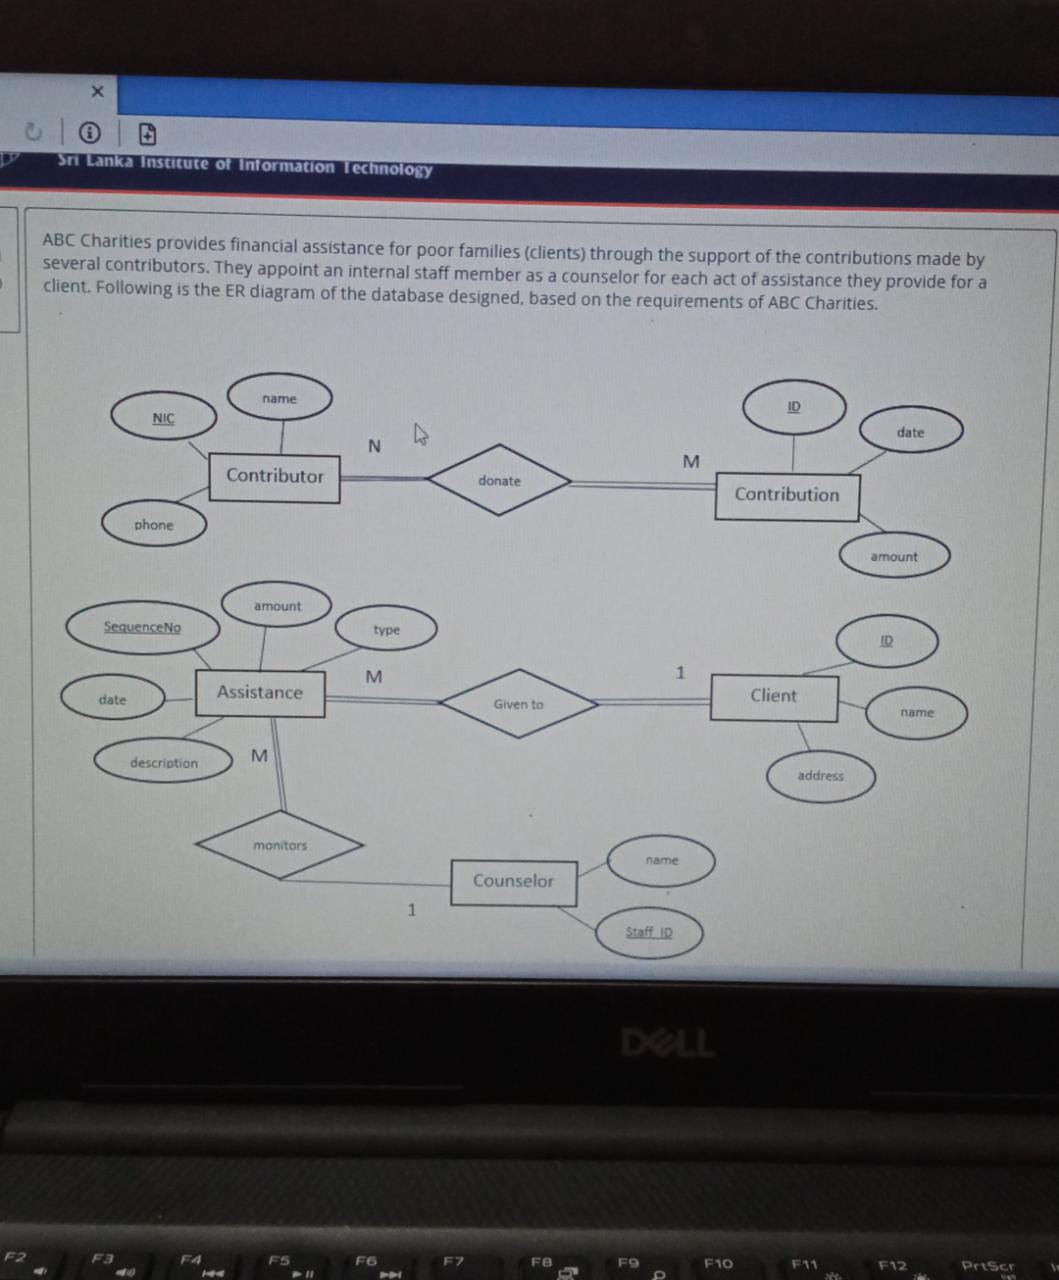 Sri Lanka Institute of Information Technology
ABC Charities provides financial assistance for poor families (clients) through the support of the contributions made by
several contributors. They appoint an internal staff member as a counselor for each act of assistance they provide for a
client. Following is the ER diagram of the database designed, based on the requirements of ABC Charities.
NIC
name
Contributor
phone
N
donate
M
ID
date
Contribution
amount
SequenceNo
amount
type
date
Assistance
description
M
Given to
1
ID
Client
name
address
M
monitors
1
Counselor
name
Staff_ID
DELL
F2
F3
F4
F5
F6
F7
F8
F9
F10
F11
F12
PrtScr